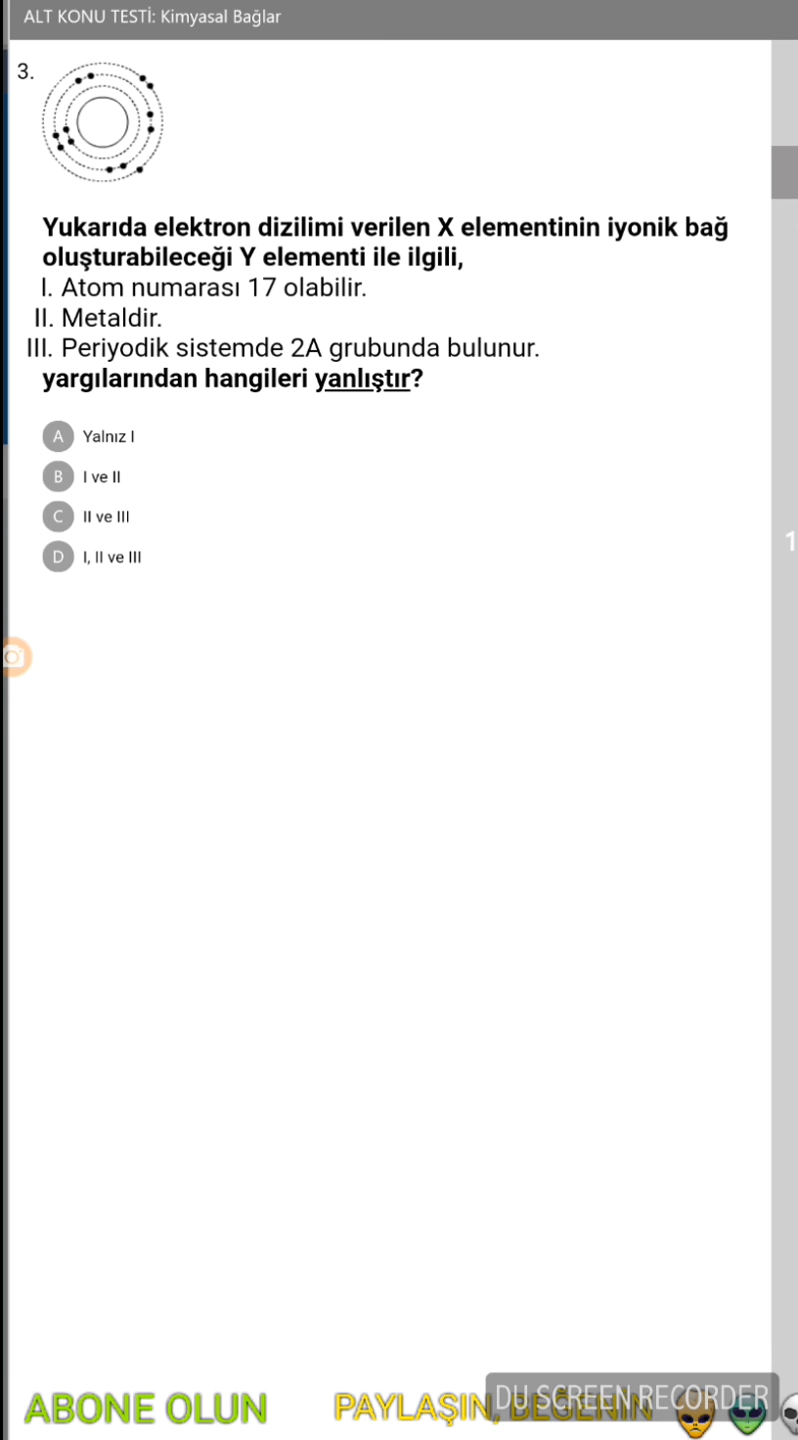 ALT KONU TESTİ: Kimyasal Bağlar
3.
Yukarıda elektron dizilimi verilen X elementinin iyonik bağ
oluşturabileceği Y elementi ile ilgili,
I. Atom numarası 17 olabilir.
II. Metaldir.
III. Periyodik sistemde 2A grubunda bulunur.
yargılarından hangileri yanlıştır?
A Yalnız I
B I ve II
C II ve III
D I, II ve III
1
ABONE OLUN PAYLAŞIN, BEĞENİN
DU SCREEN RECORDER